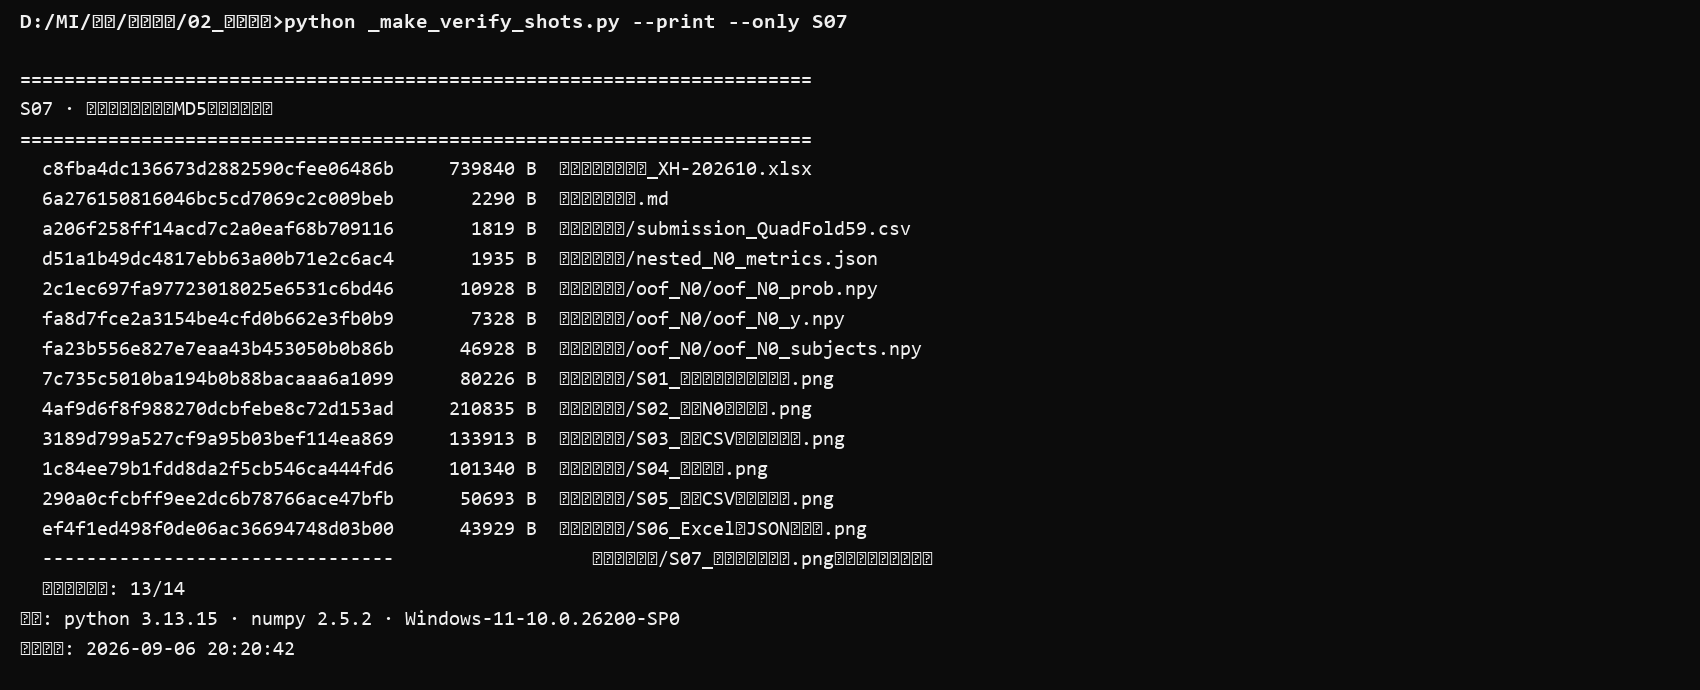 D:/MI/ / /02_ >python _make_verify_shots.py --print --only S07
========================================================================
S07 · MD5
========================================================================
c8fba4dc136673d2882590cfee06486b 739840 B _XH-202610.xlsx
6a276150816046bc5cd7069c2c009beb 2290 B .md
a206f258ff14acd7c2a0eaf68b709116 1819 B /submission_QuadFold59.csv
d51a1b49dc4817ebb63a00b71e2c6ac4 1935 B /nested_N0_metrics.json
2c1ec697fa97723018025e6531c6bd46 10928 B /oof_N0/oof_N0_prob.npy
fa8d7fce2a3154be4cfd0b662e3fb0b9 7328 B /oof_N0/oof_N0_y.npy
fa23b556e827e7eaa43b453050b0b86b 46928 B /oof_N0/oof_N0_subjects.npy
7c735c5010ba194b0b88bacaaa6a1099 80226 B /S01_ .png
4af9d6f8f988270dcbfebe8c72d153ad 210835 B /S02_ N0 .png
3189d799a527cf9a95b03bef114ea869 133913 B /S03_ CSV .png
1c84ee79b1fdd8da2f5cb546ca444fd6 101340 B /S04_ .png
290a0cfcbff9ee2dc6b78766ace47bfb 50693 B /S05_ CSV .png
ef4f1ed498f0de06ac36694748d03b00 43929 B /S06_Excel JSON .png
-------------------------------- /S07_ .png
: 13/14
: python 3.13.15 · numpy 2.5.2 · Windows-11-10.0.26200-SP0
: 2026-09-06 20:20:42